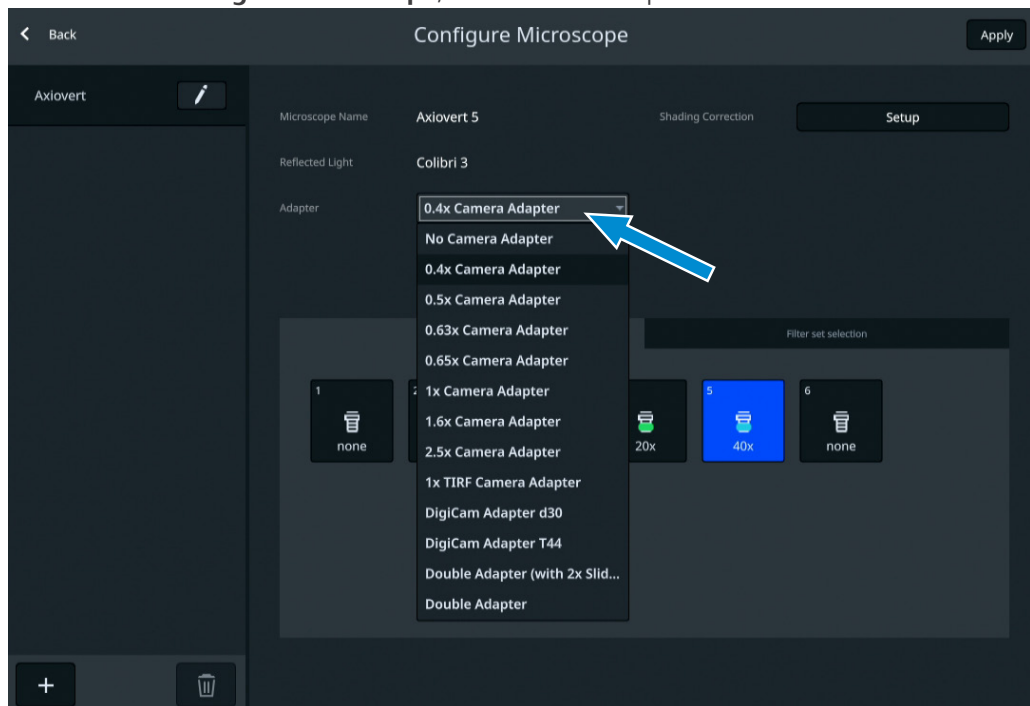 Back
Configure Microscope
Apply
Axiovert
Microscope Name
Axiovert 5
Shading Correction
Setup
Reflected Light
Colibri 3
Adapter
0.4x Camera Adapter
No Camera Adapter
0.4x Camera Adapter
0.5x Camera Adapter
0.63x Camera Adapter
0.65x Camera Adapter
1x Camera Adapter
1.6x Camera Adapter
2.5x Camera Adapter
1x TIRF Camera Adapter
DigiCam Adapter d30
DigiCam Adapter T44
Double Adapter (with 2x Slid...
Double Adapter
Filter set selection
1
none
2
20x
5
40x
6
none